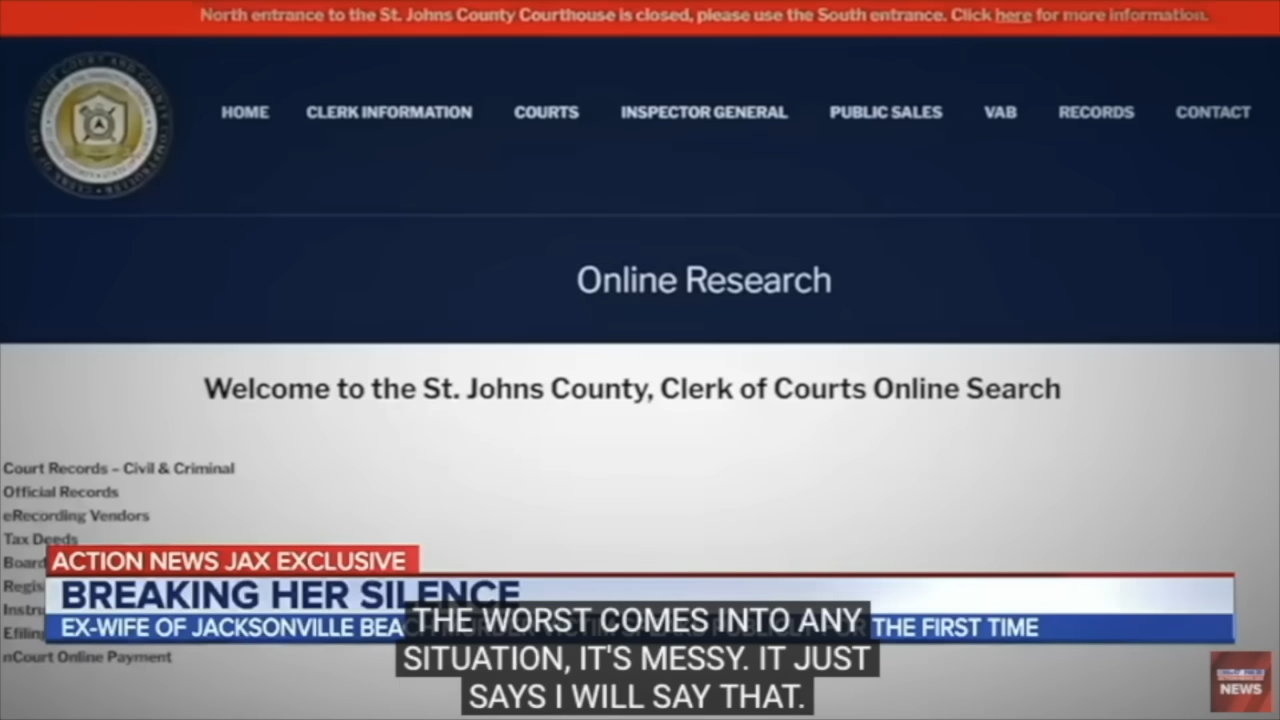 North entrance to the St. Johns County Courthouse is closed, please use the South entrance. Click here for more information.
HOME CLERK INFORMATION COURTS INSPECTOR GENERAL PUBLIC SALES VAB RECORDS CONTACT
Online Research
Welcome to the St. Johns County, Clerk of Courts Online Search
Court Records – Civil & Criminal
Official Records
eRecording Vendors
Tax Deeds
Board
ACTION NEWS JAX EXCLUSIVE
BREAKING HER SILENCE
EX-WIFE OF JACKSONVILLE THE FIRST TIME
nCourt Online Payment
THE WORST COMES INTO ANY
SITUATION, IT'S MESSY. IT JUST
SAYS I WILL SAY THAT.
NEWS